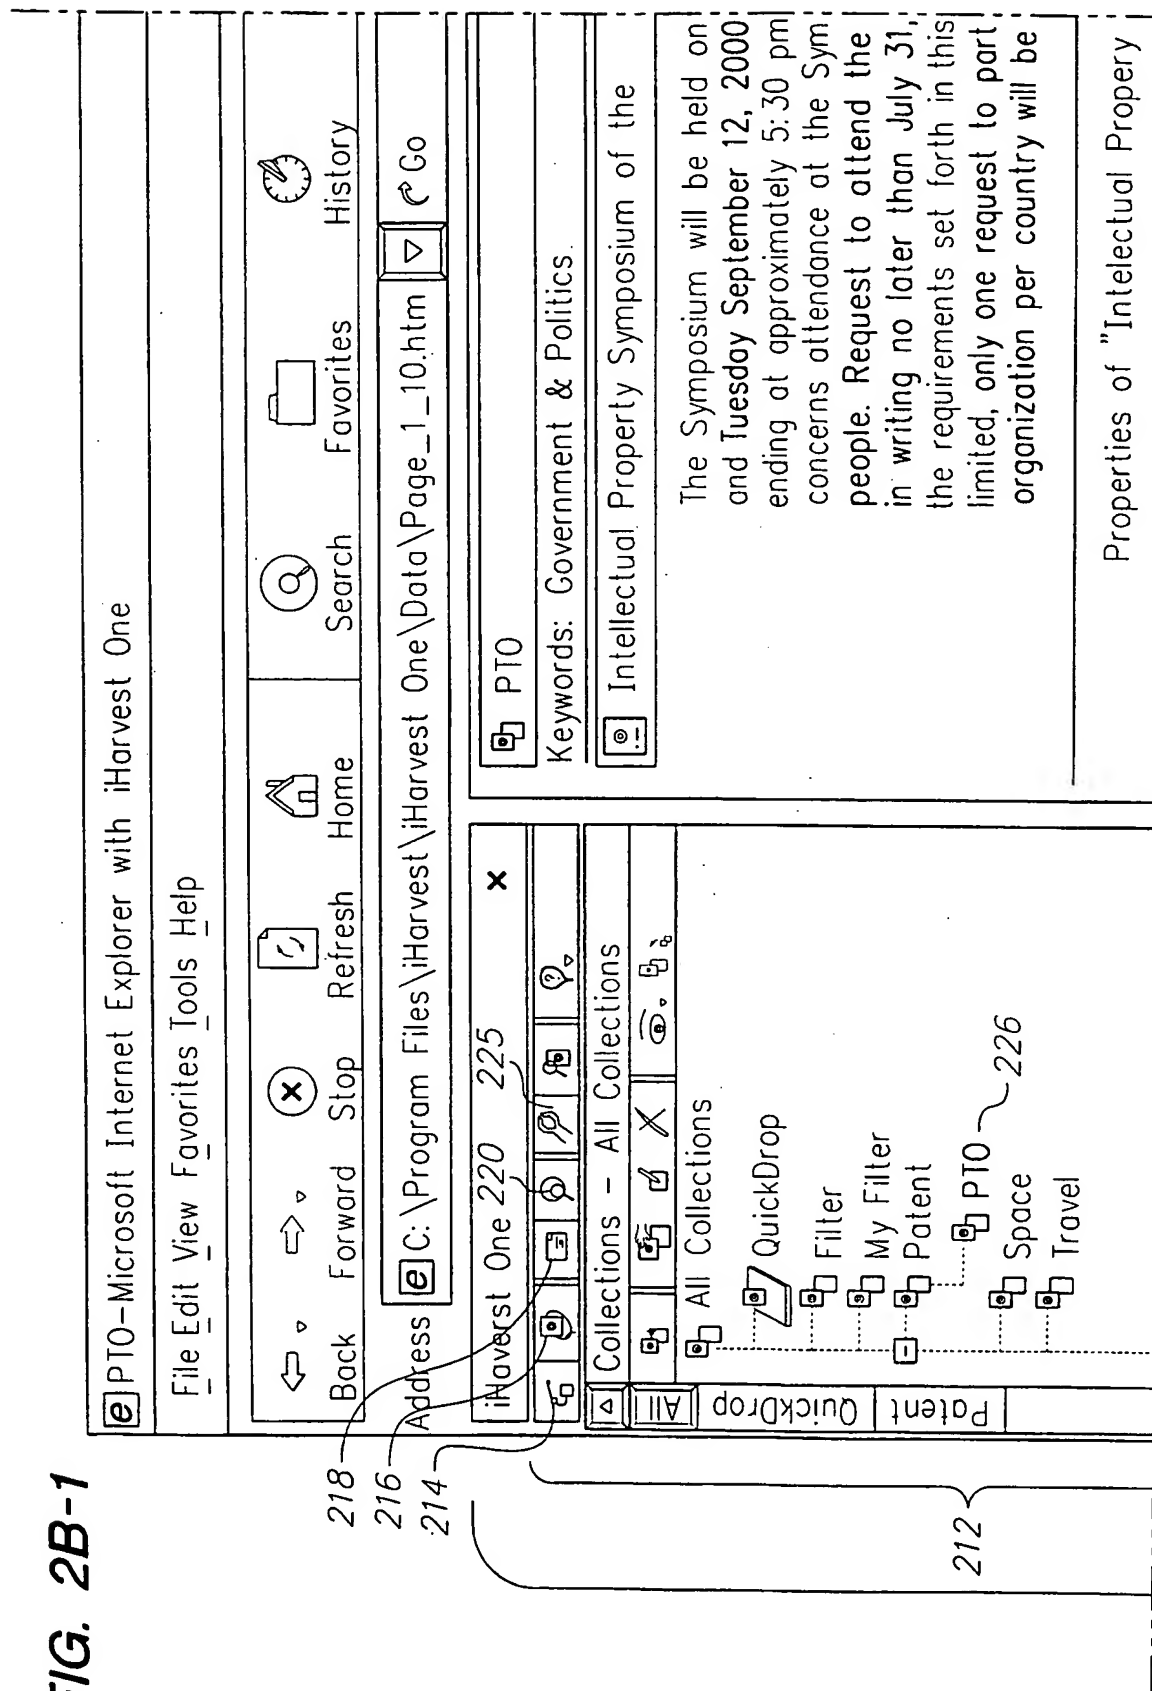 FIG. 2B-1
PTO-Microsoft Internet Explorer with iHarvest One
File Edit View Favorites Tools Help
Back Forward Stop Refresh Home Search Favorites History
Address C:\Program Files\iHarvest\iHarvest One\Data\Page_1_10.htm Go
218
216
214
iHaverst One 220 225 x
Collections - All Collections
All
QuickDrop
Patent
All Collections
QuickDrop
Filter
My Filter
Patent
PTO 226
Space
Travel
212
PTO
Keywords: Government & Politics
Intellectual Property Symposium of the
The Symposium will be held on
and Tuesday September 12, 2000
ending at approximately 5:30 pm
concerns attendance at the Sym
people. Request to attend the
in writing no later than July 31,
the requirements set forth in this
limited, only one request to part
organization per country will be
Properties of "Intelectual Propery